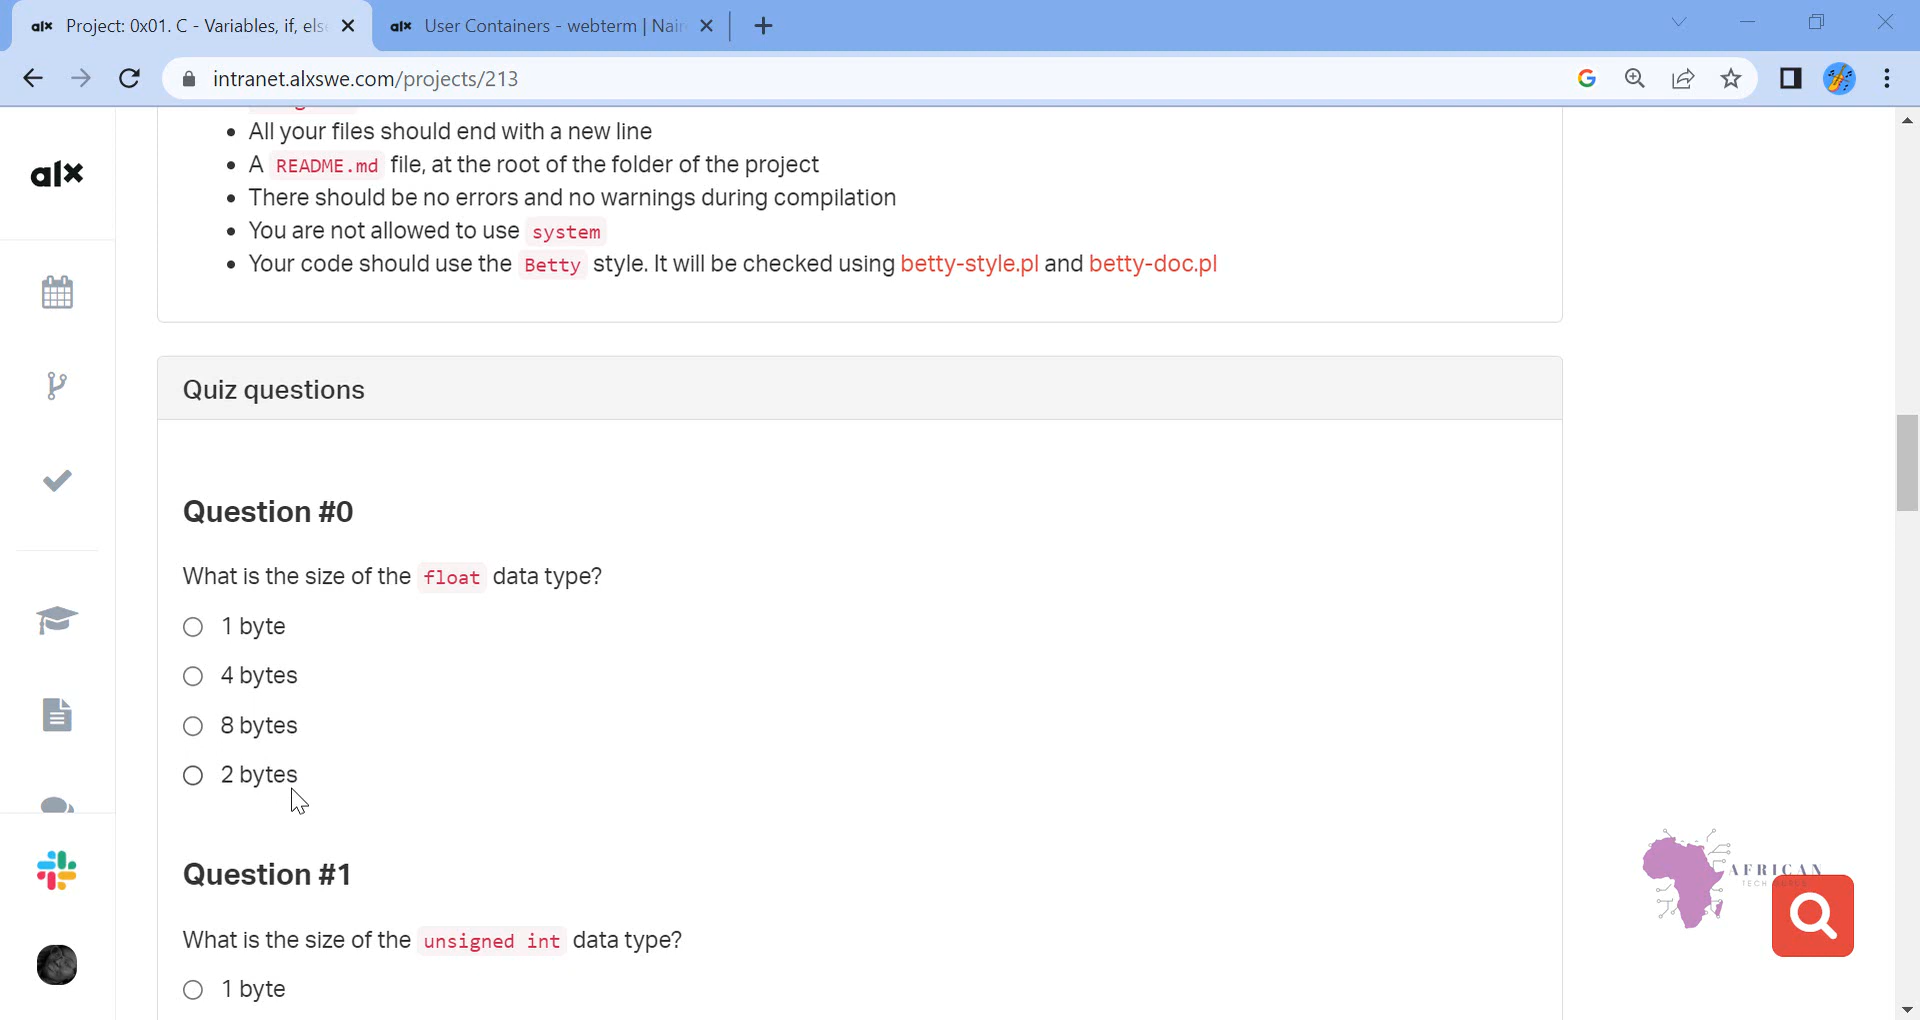 alx Project: 0x01. C - Variables, if, els
alx User Containers - webterm | Nair
intranet.alxswe.com/projects/213
alx
All your files should end with a new line
A README.md file, at the root of the folder of the project
There should be no errors and no warnings during compilation
You are not allowed to use system
Your code should use the Betty style. It will be checked using betty-style.pl and betty-doc.pl
Quiz questions
Question #0
What is the size of the float data type?
1 byte
4 bytes
8 bytes
2 bytes
Question #1
What is the size of the unsigned int data type?
1 byte
AFRICAN
TECH